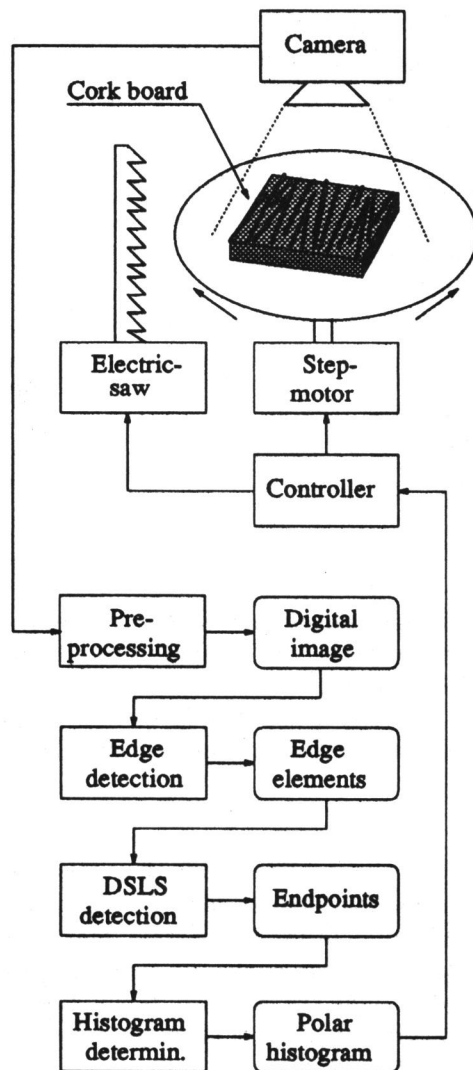 Camera
Cork board
Electric-
saw
Step-
motor
Controller
Pre-
processing
Digital
image
Edge
detection
Edge
elements
DSLS
detection
Endpoints
Histogram
determin.
Polar
histogram